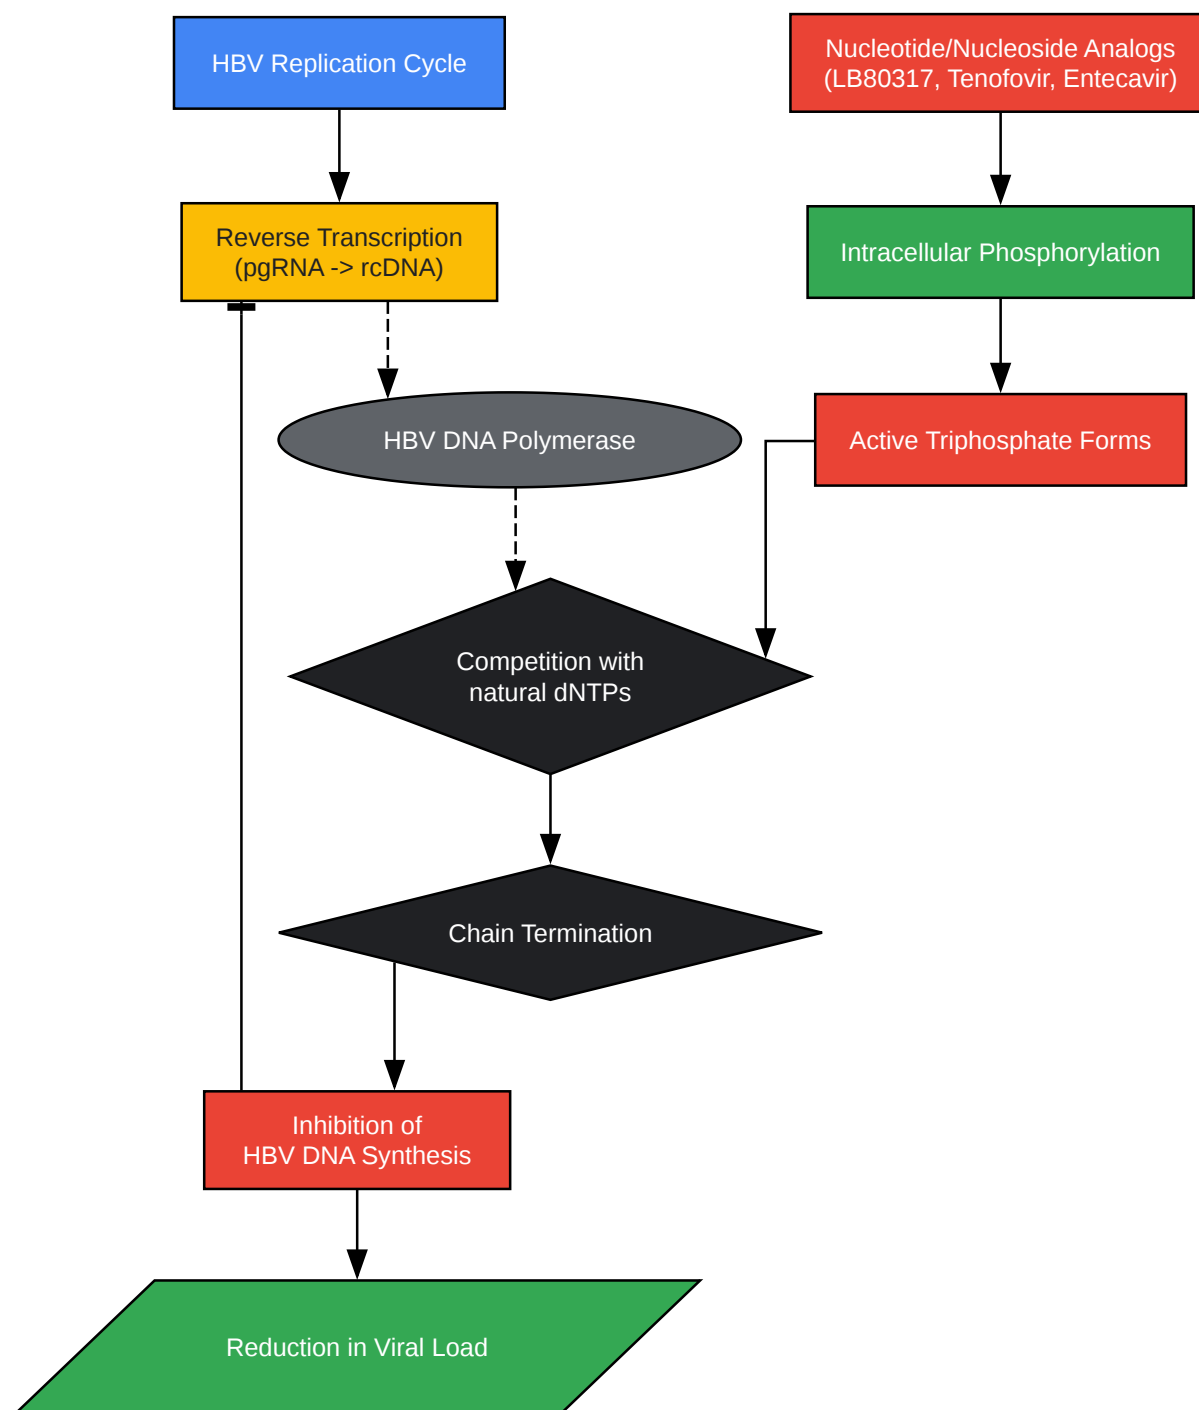 HBV Replication Cycle
Nucleotide/Nucleoside Analogs
(LB80317, Tenofovir, Entecavir)
Reverse Transcription
(pgRNA -> rcDNA)
Intracellular Phosphorylation
HBV DNA Polymerase
Active Triphosphate Forms
Competition with
natural dNTPs
Chain Termination
Inhibition of
HBV DNA Synthesis
Reduction in Viral Load